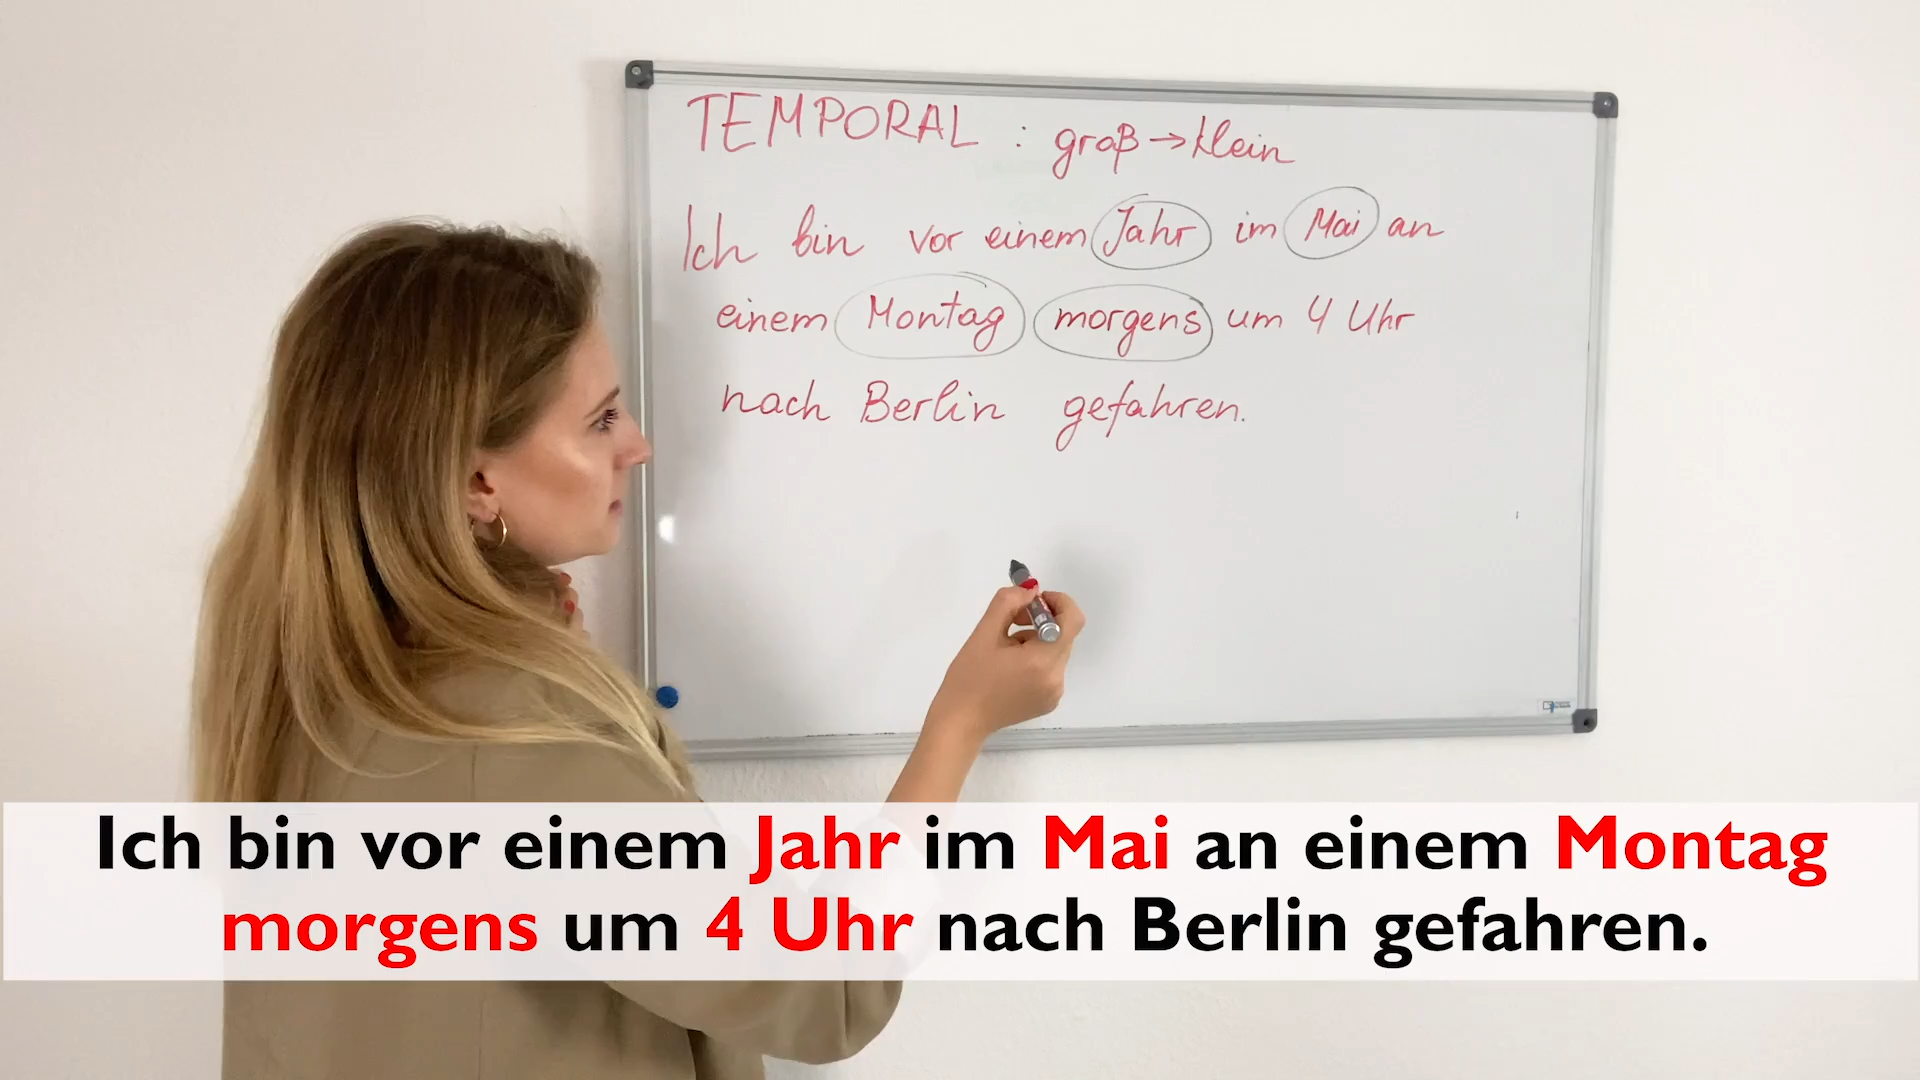 TEMPORAL : groß → klein
Ich bin vor einem Jahr im Mai an
einem Montag morgens um 4 Uhr
nach Berlin gefahren.
Ich bin vor einem Jahr im Mai an einem Montag
morgens um 4 Uhr nach Berlin gefahren.